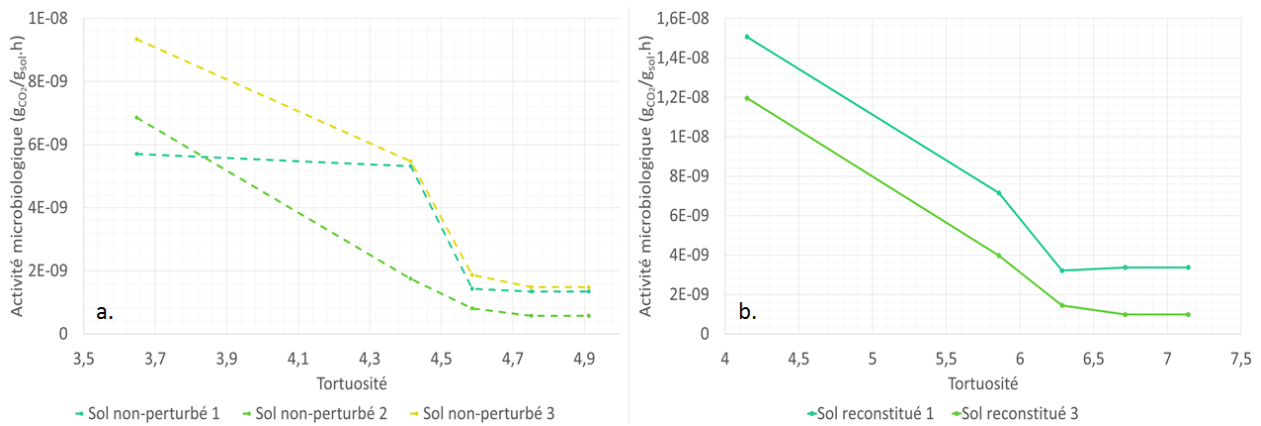 Activité microbiologique (gCO₂/gsol·h)
1E-08
8E-09
6E-09
4E-09
2E-09
0
a.
3,5 3,7 3,9 4,1 4,3 4,5 4,7 4,9
Tortuosité
Sol non-perturbé 1 Sol non-perturbé 2 Sol non-perturbé 3
Activité microbiologique (gCO₂/gsol·h)
1,6E-08
1,4E-08
1,2E-08
1E-08
8E-09
6E-09
4E-09
2E-09
0
b.
4 4,5 5 5,5 6 6,5 7 7,5
Tortuosité
Sol reconstitué 1 Sol reconstitué 3